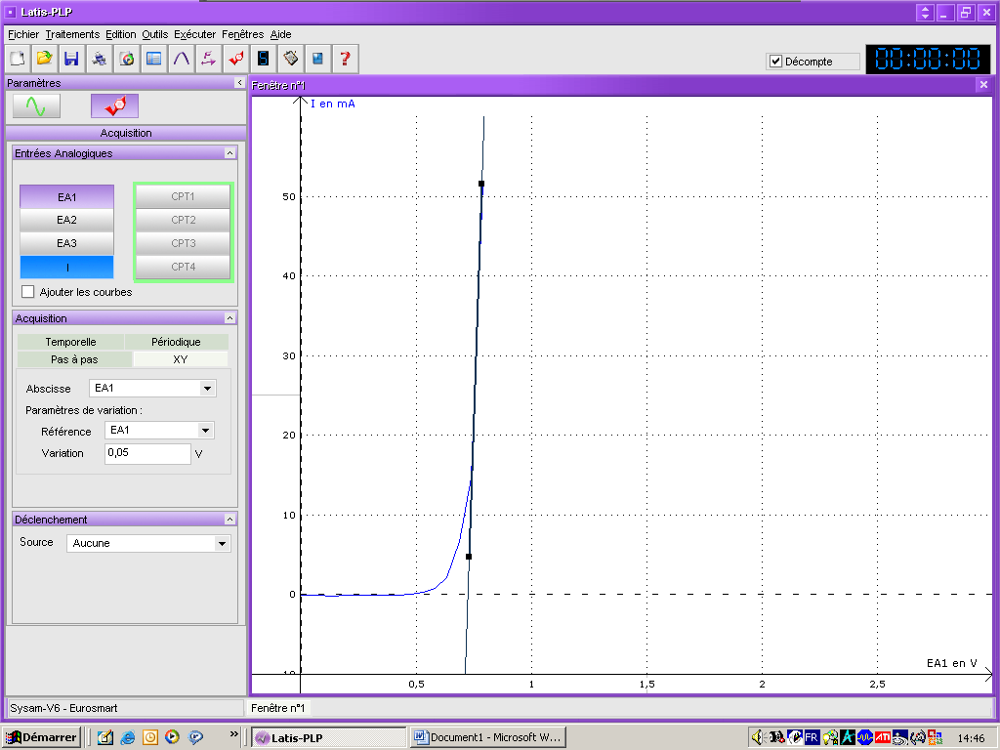 Latis-PLP
Fichier Traitements Edition Outils Exécuter Fenêtres Aide
Décompte
00:00:00
Paramètres
Fenêtre n°1
Acquisition
Entrées Analogiques
EA1 CPT1
EA2 CPT2
EA3 CPT3
I CPT4
Ajouter les courbes
Acquisition
Temporelle Périodique
Pas à pas XY
Abscisse EA1
Paramètres de variation :
Référence EA1
Variation 0,05 V
Déclenchement
Source Aucune
I en mA
50
40
30
20
10
0
EA1 en V
0,5 1 1,5 2 2,5
Sysam-V6 - Eurosmart
Fenêtre n°1
Démarrer
Latis-PLP
Document1 - Microsoft W...
FR
ATI
14:46